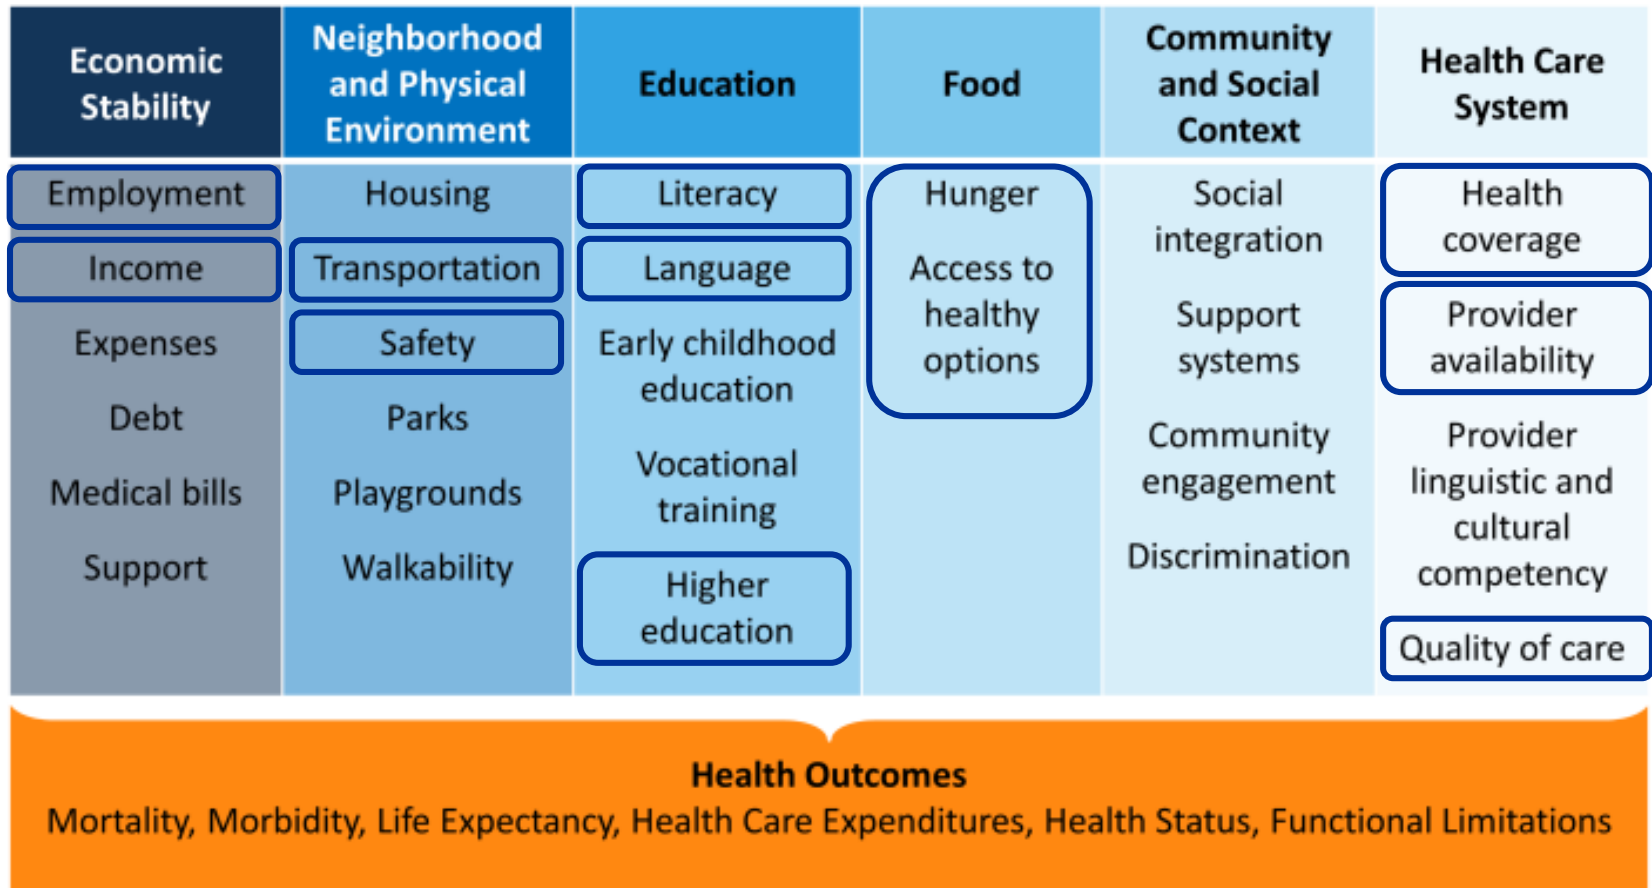 Economic
Stability
Neighborhood
and Physical
Environment
Education
Food
Community
and Social
Context
Health Care
System
Employment
Income
Expenses
Debt
Medical bills
Support
Housing
Transportation
Safety
Parks
Playgrounds
Walkability
Literacy
Language
Early childhood
education
Vocational
training
Higher
education
Hunger
Access to
healthy
options
Social
integration
Support
systems
Community
engagement
Discrimination
Health
coverage
Provider
availability
Provider
linguistic and
cultural
competency
Quality of care
Health Outcomes
Mortality, Morbidity, Life Expectancy, Health Care Expenditures, Health Status, Functional Limitations